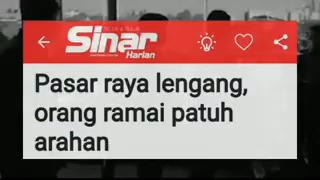 Sinar
Harian
Pasar raya lengang,
orang ramai patuh
arahan